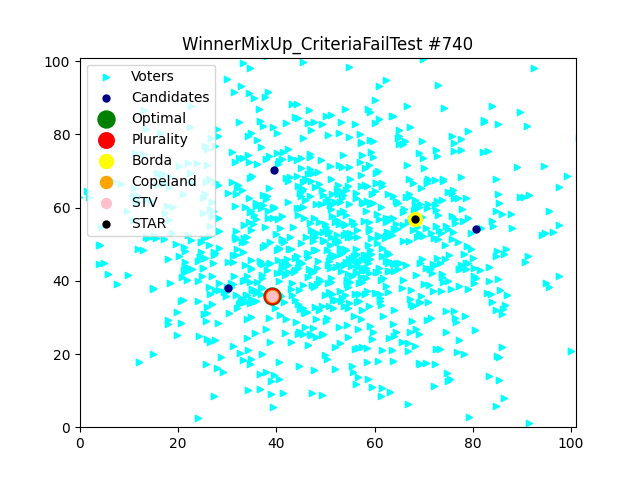 WinnerMixUp_CriteriaFailTest #740
100
80
60
40
20
0
Voters
Candidates
Optimal
Plurality
Borda
Copeland
STV
STAR
0 20 40 60 80 100